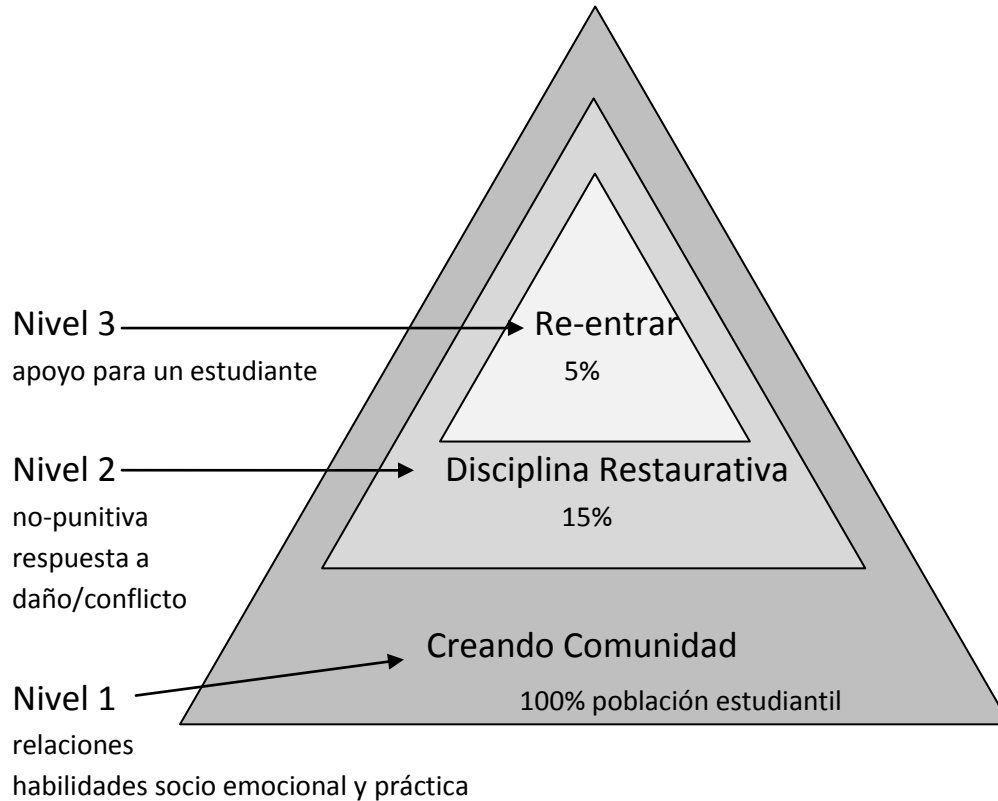 Nivel 3
Re-entrar
apoyo para un estudiante
5%
Nivel 2
Disciplina Restaurativa
no-punitiva
15%
respuesta a
daño/conflicto
Creando Comunidad
Nivel 1
100% población estudiantil
relaciones
habilidades socio emocional y práctica